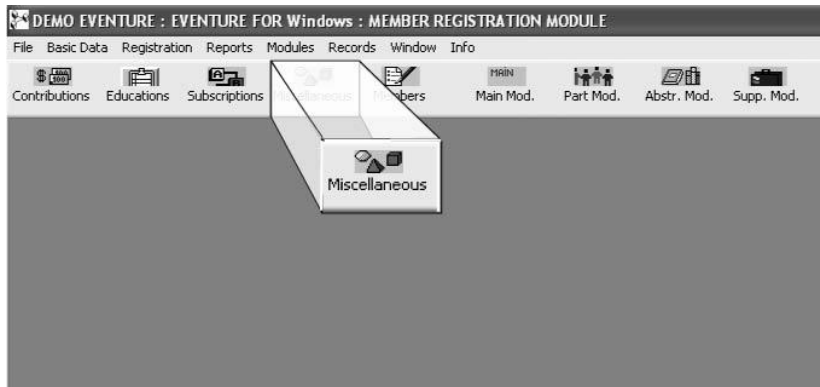 DEMO EVENTURE : EVENTURE FOR Windows : MEMBER REGISTRATION MODULE
File Basic Data Registration Reports Modules Records Window Info
Contributions Educations Subscriptions Miscellaneous Members Main Mod. Part Mod. Abstr. Mod. Supp. Mod.
MAIN
Miscellaneous